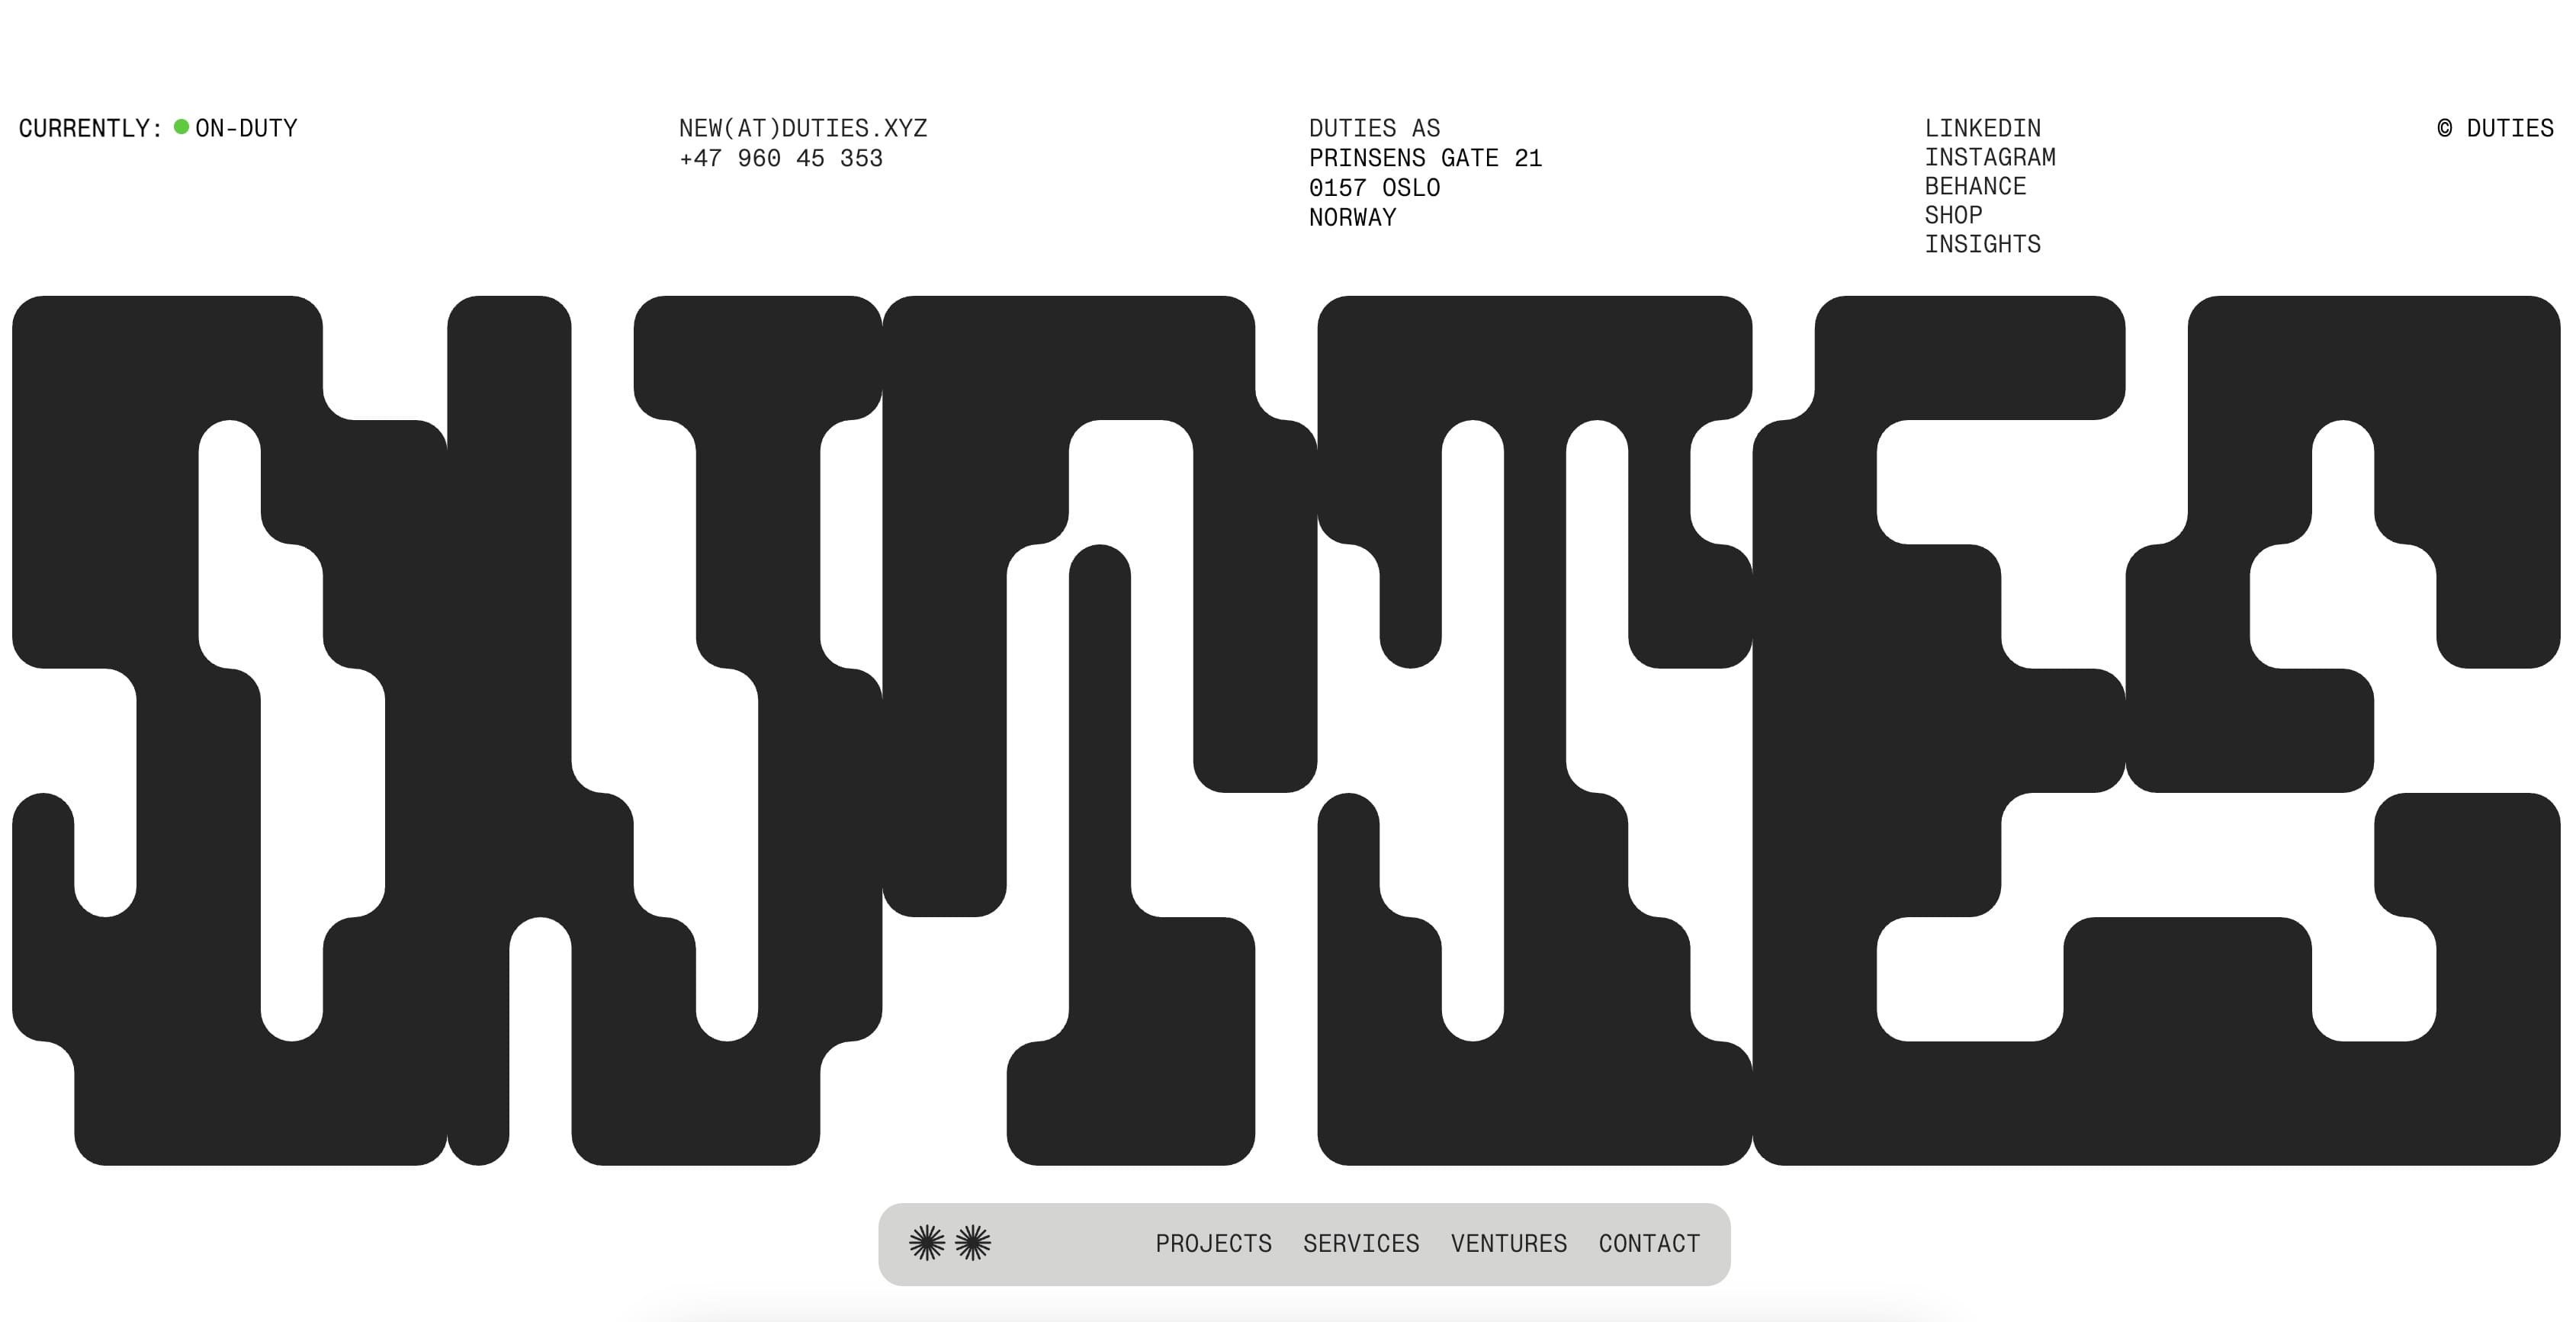 CURRENTLY: ON-DUTY
NEW(AT)DUTIES.XYZ
+47 960 45 353
DUTIES AS
PRINSENS GATE 21
0157 OSLO
NORWAY
LINKEDIN
INSTAGRAM
BEHANCE
SHOP
INSIGHTS
© DUTIES
DUTIES
PROJECTS SERVICES VENTURES CONTACT